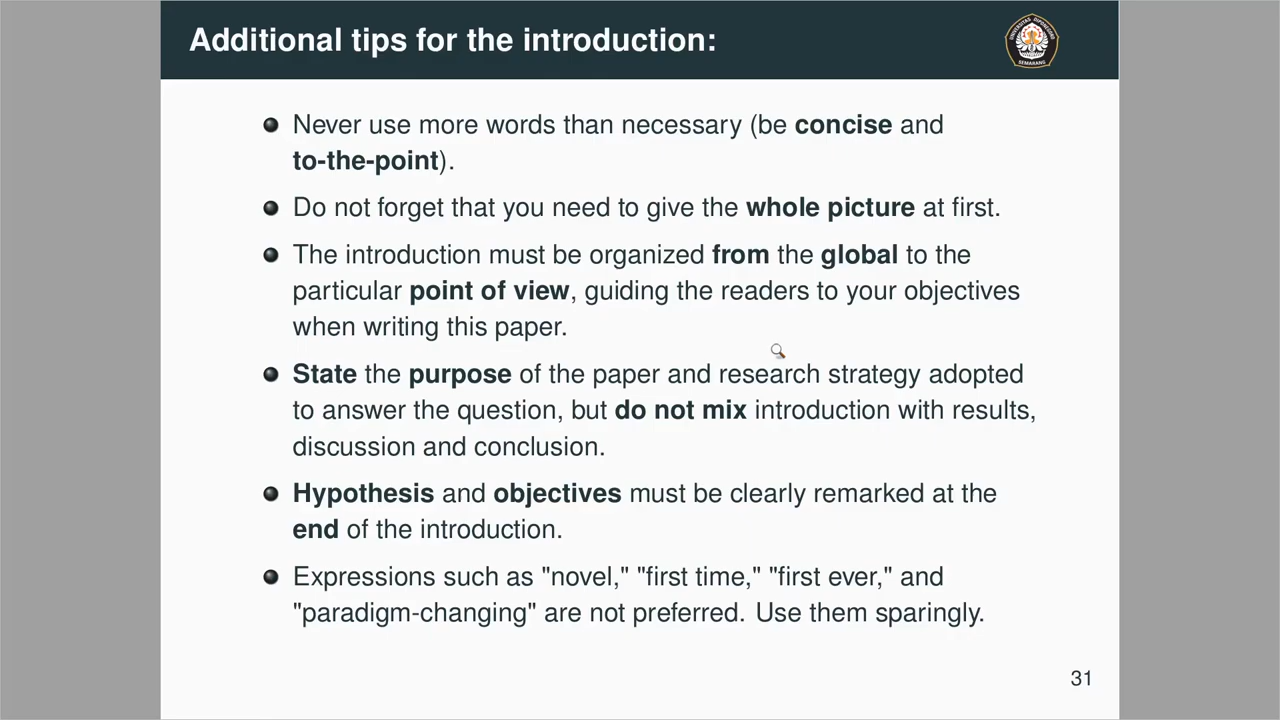 Additional tips for the introduction:
UNIVERSITAS DIPONEGORO
SEMARANG
Never use more words than necessary (be concise and
to-the-point).
Do not forget that you need to give the whole picture at first.
The introduction must be organized from the global to the
particular point of view, guiding the readers to your objectives
when writing this paper.
State the purpose of the paper and research strategy adopted
to answer the question, but do not mix introduction with results,
discussion and conclusion.
Hypothesis and objectives must be clearly remarked at the
end of the introduction.
Expressions such as "novel," "first time," "first ever," and
"paradigm-changing" are not preferred. Use them sparingly.
31